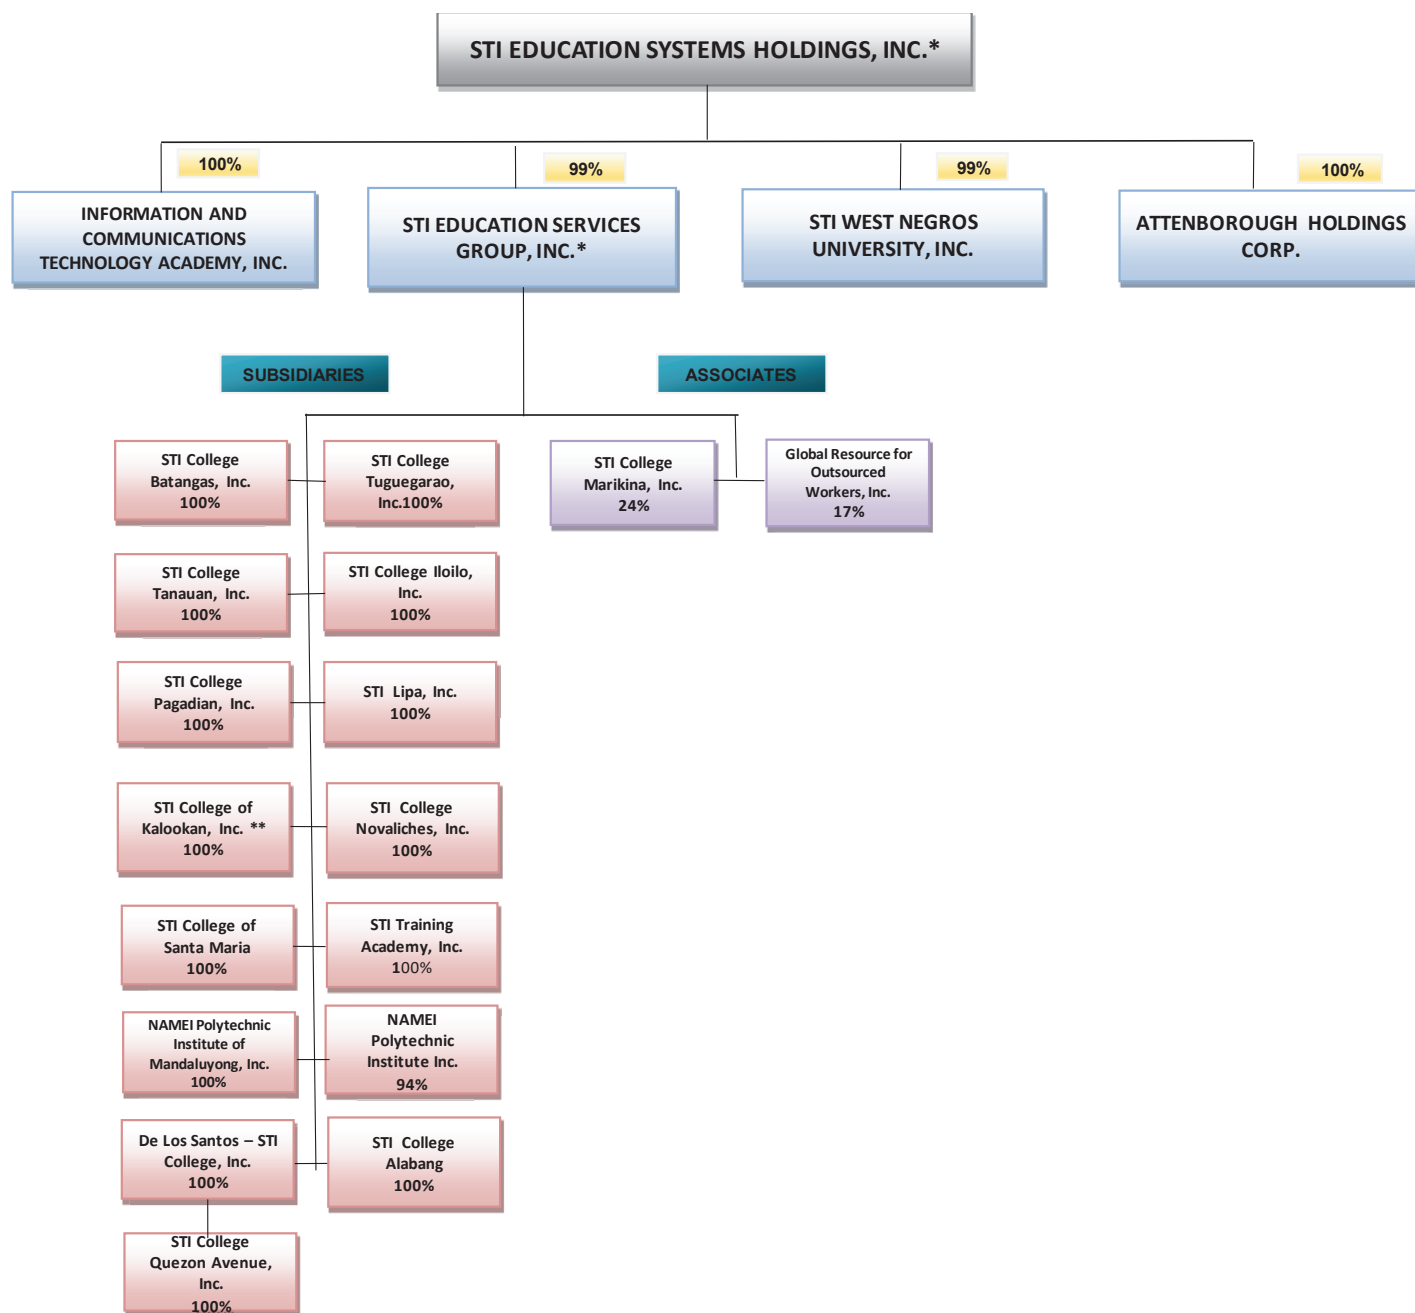 STI EDUCATION SYSTEMS HOLDINGS, INC.*
100%
99%
99%
100%
INFORMATION AND
COMMUNICATIONS
TECHNOLOGY ACADEMY, INC.
STI EDUCATION SERVICES
GROUP, INC.*
STI WEST NEGROS
UNIVERSITY, INC.
ATTENBOROUGH HOLDINGS
CORP.
SUBSIDIARIES
ASSOCIATES
STI College
Batangas, Inc.
100%
STI College
Tuguegarao,
Inc.100%
STI College
Marikina, Inc.
24%
Global Resource for
Outsourced
Workers, Inc.
17%
STI College
Tanauan, Inc.
100%
STI College Iloilo,
Inc.
100%
STI College
Pagadian, Inc.
100%
STI Lipa, Inc.
100%
STI College of
Kalookan, Inc. **
100%
STI College
Novaliches, Inc.
100%
STI College of
Santa Maria
100%
STI Training
Academy, Inc.
100%
NAMEI Polytechnic
Institute of
Mandaluyong, Inc.
100%
NAMEI
Polytechnic
Institute Inc.
94%
De Los Santos – STI
College, Inc.
100%
STI College
Alabang
100%
STI College
Quezon Avenue,
Inc.
100%